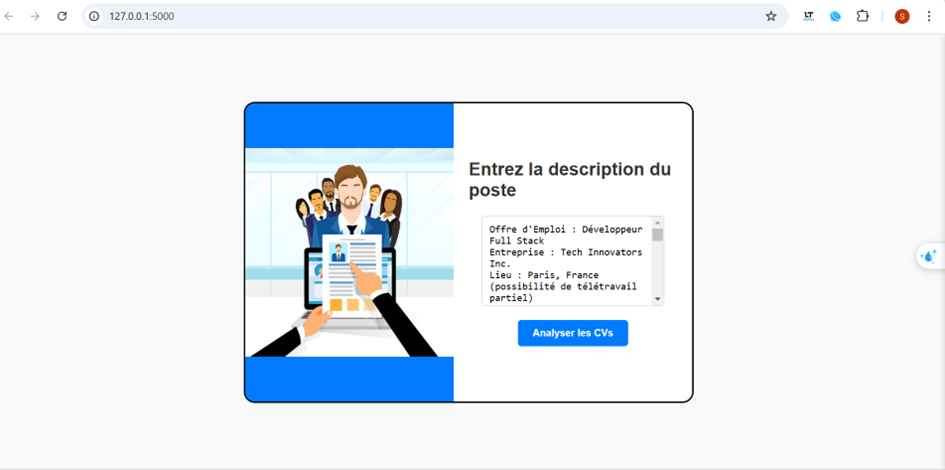 127.0.0.1:5000
LT
S
Entrez la description du
poste
Offre d'Emploi : Développeur
Full Stack
Entreprise : Tech Innovators
Inc.
Lieu : Paris, France
(possibilité de télétravail
partiel)
Analyser les CVs